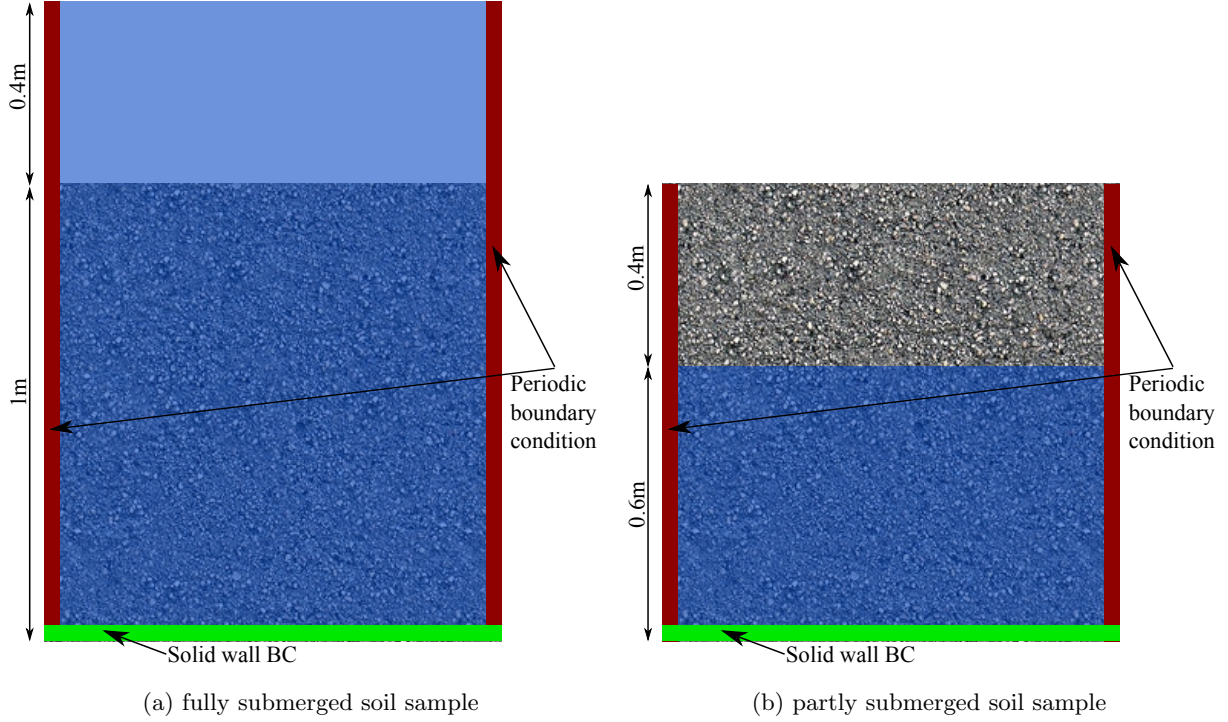 0.4m
1m
Periodic
boundary
condition
Solid wall BC
(a) fully submerged soil sample
0.4m
0.6m
Periodic
boundary
condition
Solid wall BC
(b) partly submerged soil sample